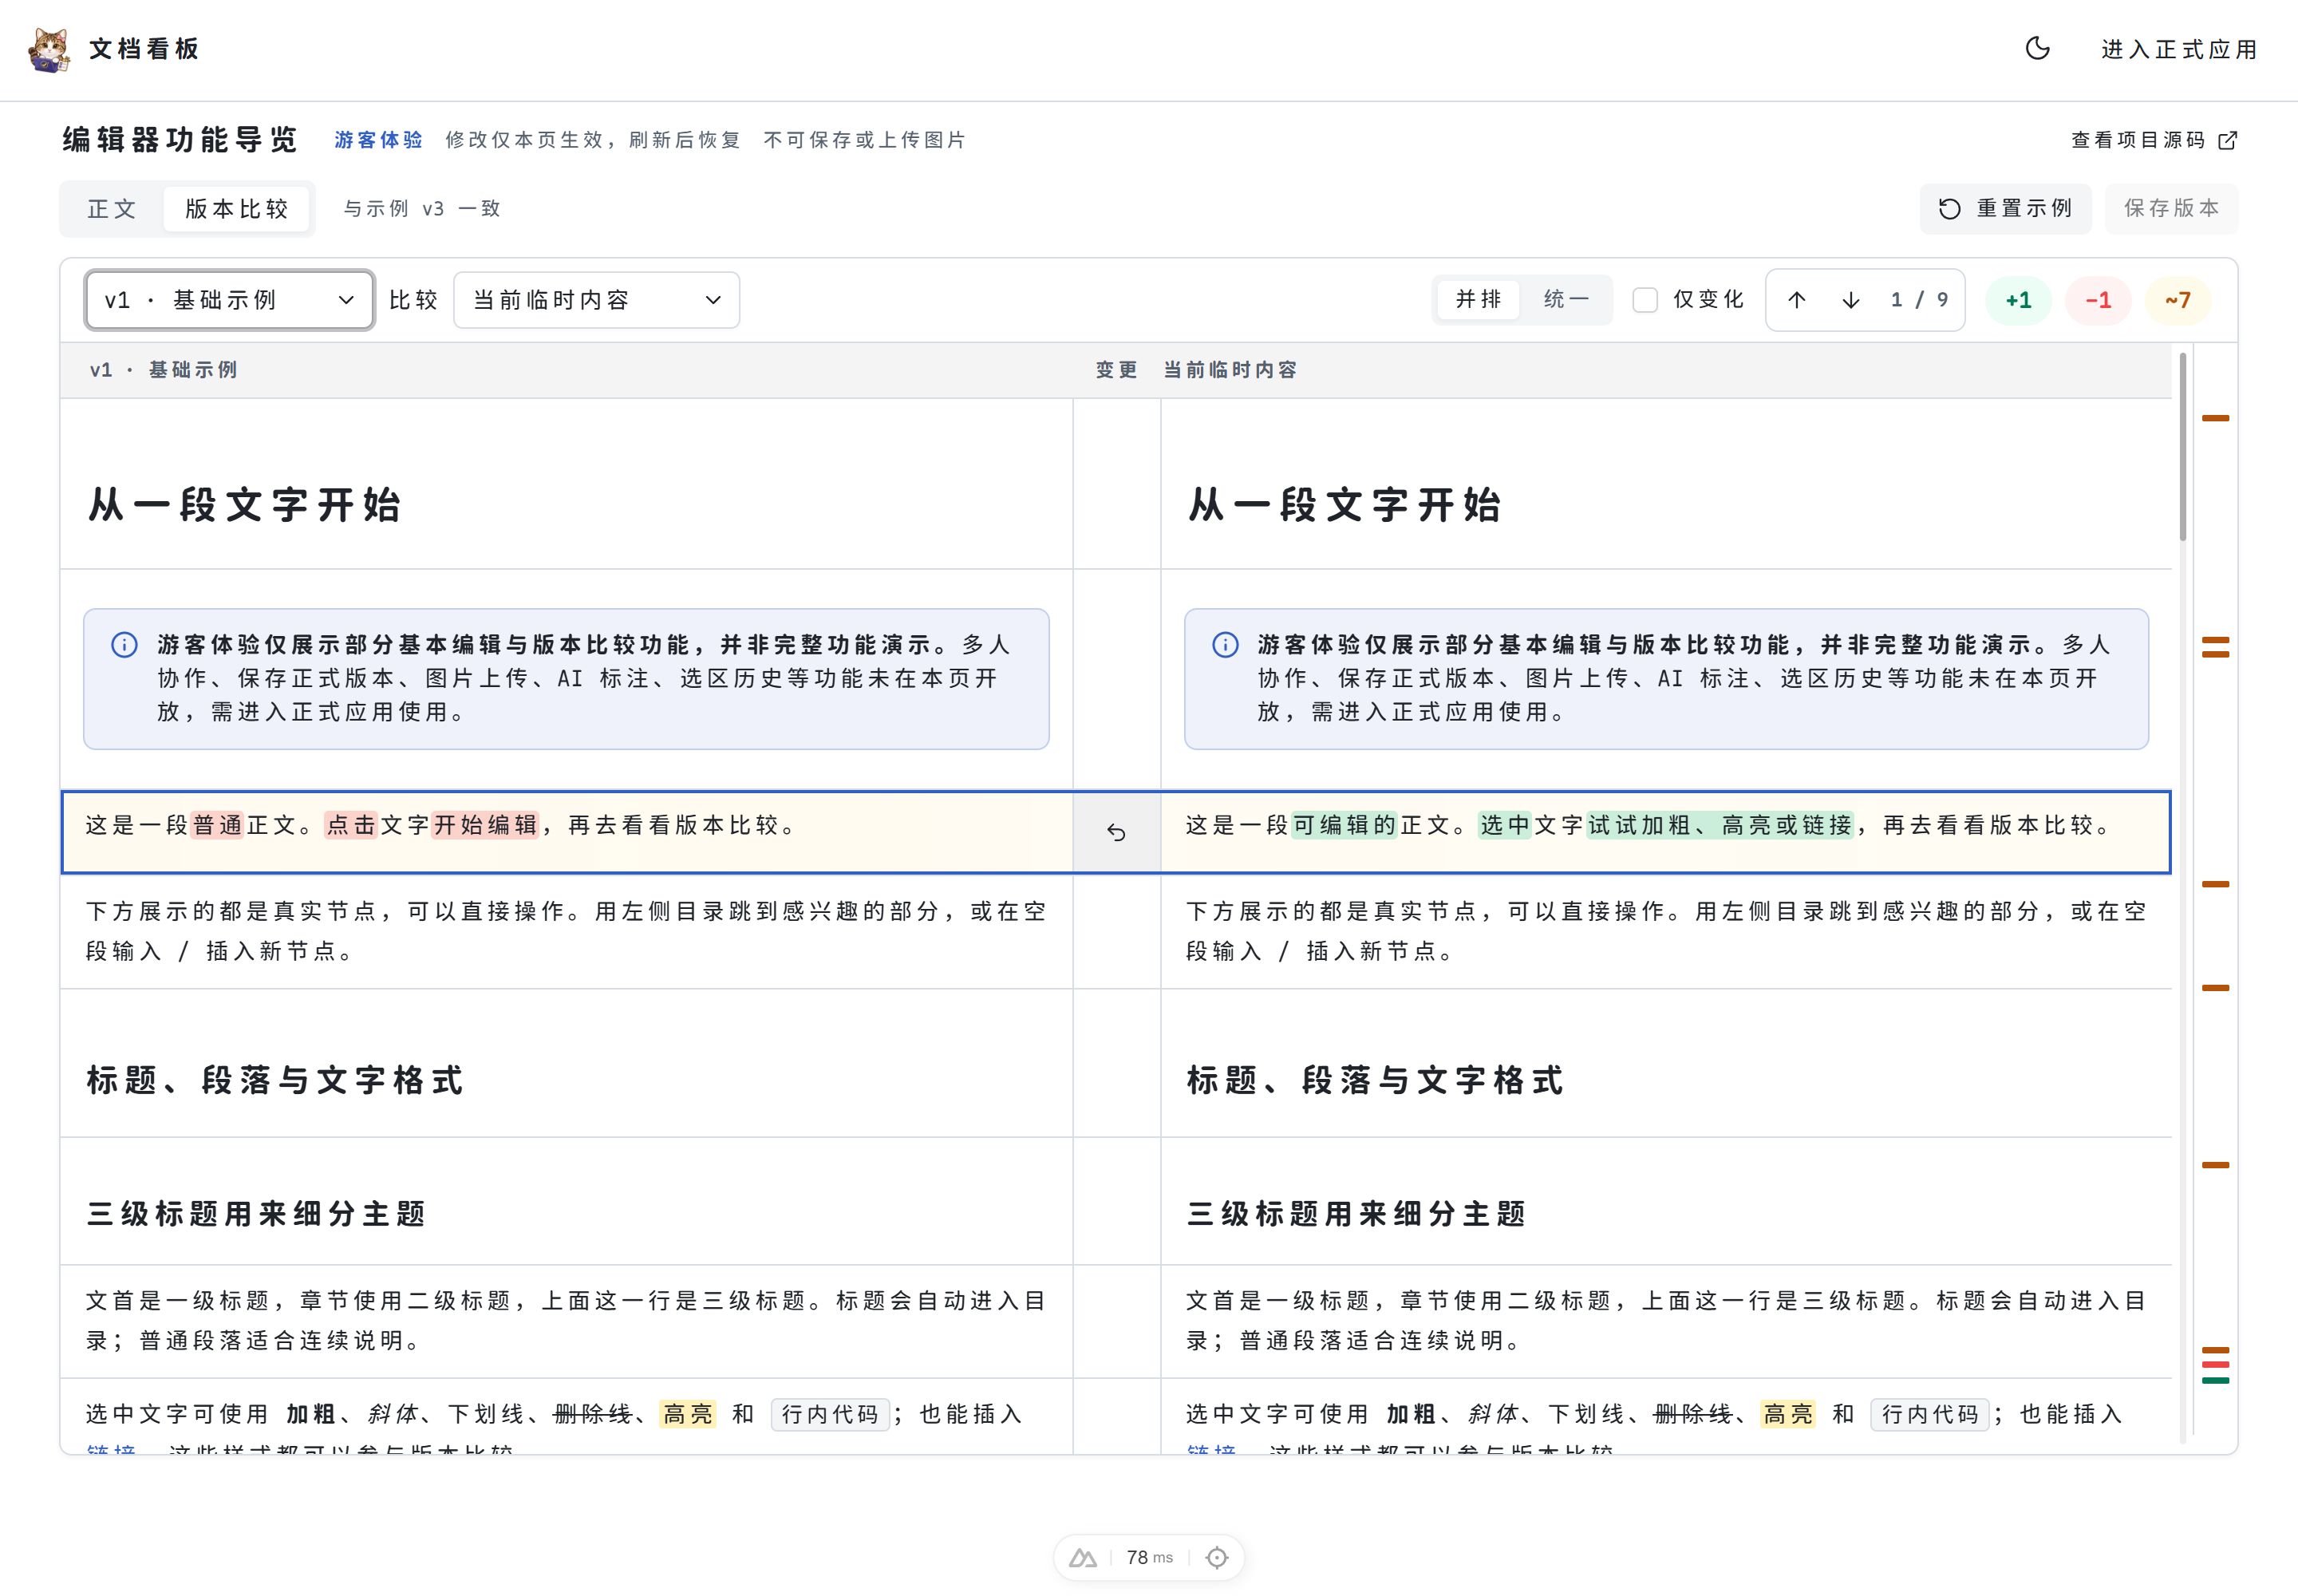 文档看板
进入正式应用
编辑器功能导览 游客体验 修改仅本页生效，刷新后恢复 不可保存或上传图片 查看项目源码
正文 版本比较 与示例 v3 一致 重置示例 保存版本
v1 · 基础示例 比较 当前临时内容 并排 统一 仅变化 1 / 9 +1 −1 ~7
v1 · 基础示例 变更 当前临时内容
从一段文字开始
从一段文字开始
游客体验仅展示部分基本编辑与版本比较功能，并非完整功能演示。多人
协作、保存正式版本、图片上传、AI 标注、选区历史等功能未在本页开
放，需进入正式应用使用。
游客体验仅展示部分基本编辑与版本比较功能，并非完整功能演示。多人
协作、保存正式版本、图片上传、AI 标注、选区历史等功能未在本页开
放，需进入正式应用使用。
这是一段普通正文。点击文字开始编辑，再去看看版本比较。
这是一段可编辑的正文。选中文字试试加粗、高亮或链接，再去看看版本比较。
下方展示的都是真实节点，可以直接操作。用左侧目录跳到感兴趣的部分，或在空
段输入 / 插入新节点。
下方展示的都是真实节点，可以直接操作。用左侧目录跳到感兴趣的部分，或在空
段输入 / 插入新节点。
标题、段落与文字格式
标题、段落与文字格式
三级标题用来细分主题
三级标题用来细分主题
文首是一级标题，章节使用二级标题，上面这一行是三级标题。标题会自动进入目
录；普通段落适合连续说明。
文首是一级标题，章节使用二级标题，上面这一行是三级标题。标题会自动进入目
录；普通段落适合连续说明。
选中文字可使用 加粗、斜体、下划线、删除线、高亮 和 行内代码；也能插入
链接。这些样式都可以参与版本比较
选中文字可使用 加粗、斜体、下划线、删除线、高亮 和 行内代码；也能插入
链接。这些样式都可以参与版本比较
78 ms